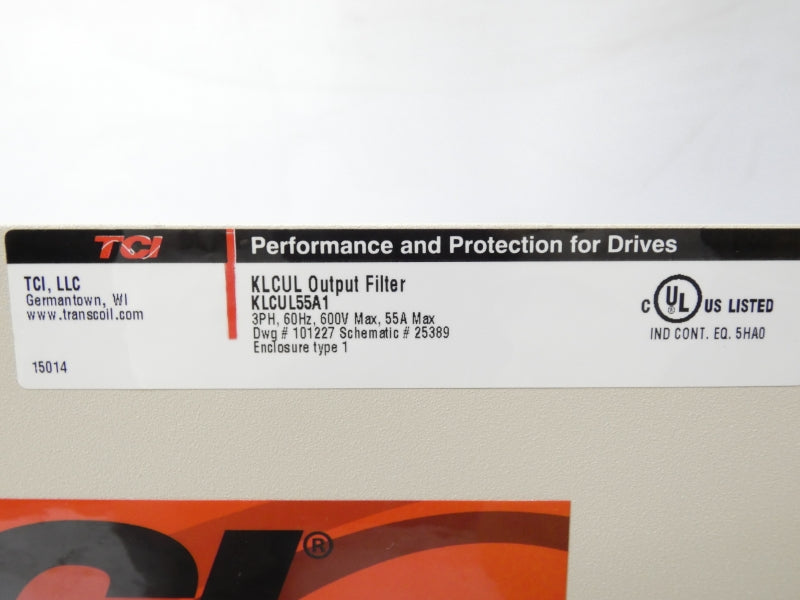 TCI
Performance and Protection for Drives
TCI, LLC
Germantown, WI
www.transcoil.com
15014
KLCUL Output Filter
KLCUL55A1
3PH, 60Hz, 600V Max, 55A Max
Dwg # 101227 Schematic # 25389
Enclosure type 1
C UL ® US LISTED
IND CONT. EQ. 5HA0
CI®